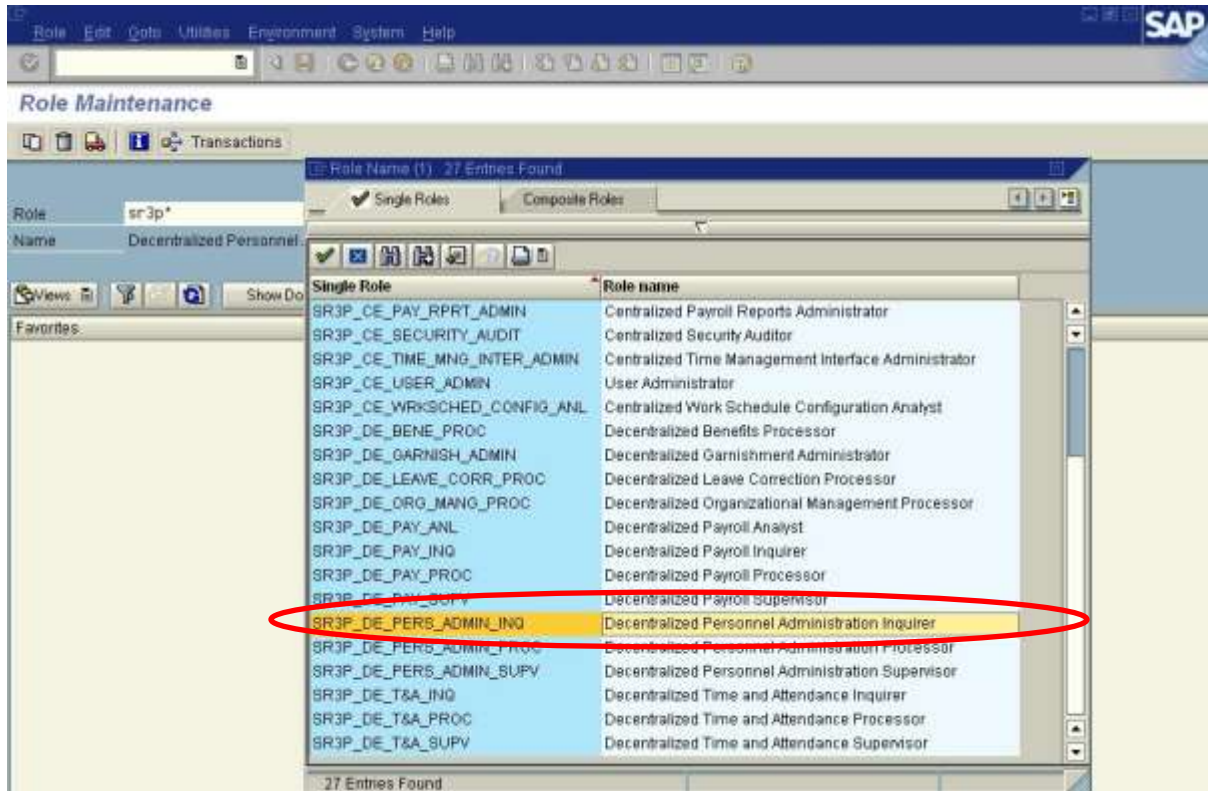 Role Edit Goto Utilities Environment System Help
SAP
Role Maintenance
Transactions
Role Name (1) 27 Entries Found
Single Roles Composite Roles
Role sr3p*
Name Decentralized Personnel
Views Show Do
Favorites
Single Role Role name
SR3P_CE_PAY_RPRT_ADMIN Centralized Payroll Reports Administrator
SR3P_CE_SECURITY_AUDIT Centralized Security Auditor
SR3P_CE_TIME_MNG_INTER_ADMIN Centralized Time Management Interface Administrator
SR3P_CE_USER_ADMIN User Administrator
SR3P_CE_WRKSCHED_CONFIG_ANL Centralized Work Schedule Configuration Analyst
SR3P_DE_BENE_PROC Decentralized Benefits Processor
SR3P_DE_GARNISH_ADMIN Decentralized Garnishment Administrator
SR3P_DE_LEAVE_CORR_PROC Decentralized Leave Correction Processor
SR3P_DE_ORG_MANG_PROC Decentralized Organizational Management Processor
SR3P_DE_PAY_ANL Decentralized Payroll Analyst
SR3P_DE_PAY_INQ Decentralized Payroll Inquirer
SR3P_DE_PAY_PROC Decentralized Payroll Processor
SR3P_DE_PAY_SUPV Decentralized Payroll Supervisor
SR3P_DE_PERS_ADMIN_INQ Decentralized Personnel Administration Inquirer
SR3P_DE_PERS_ADMIN_PROC Decentralized Personnel Administration Processor
SR3P_DE_PERS_ADMIN_SUPV Decentralized Personnel Administration Supervisor
SR3P_DE_T&A_INQ Decentralized Time and Attendance Inquirer
SR3P_DE_T&A_PROC Decentralized Time and Attendance Processor
SR3P_DE_T&A_SUPV Decentralized Time and Attendance Supervisor
27 Entries Found